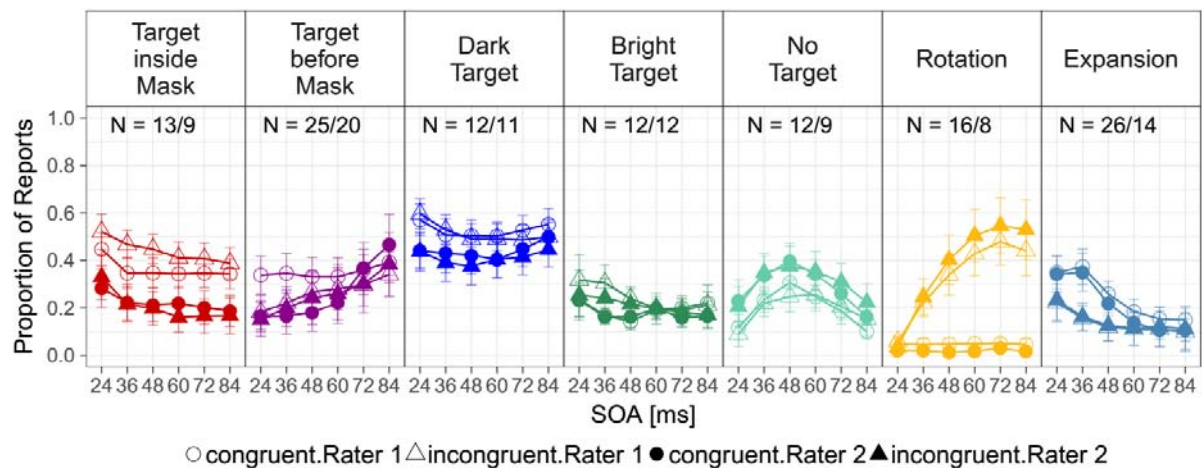 Target inside Mask
Target before Mask
Dark Target
Bright Target
No Target
Rotation
Expansion
N = 13/9
N = 25/20
N = 12/11
N = 12/12
N = 12/9
N = 16/8
N = 26/14
Proportion of Reports
1.0
0.8
0.6
0.4
0.2
0.0
24 36 48 60 72 84
24 36 48 60 72 84
24 36 48 60 72 84
24 36 48 60 72 84
24 36 48 60 72 84
24 36 48 60 72 84
24 36 48 60 72 84
SOA [ms]
congruent.Rater 1 incongruent.Rater 1 congruent.Rater 2 incongruent.Rater 2